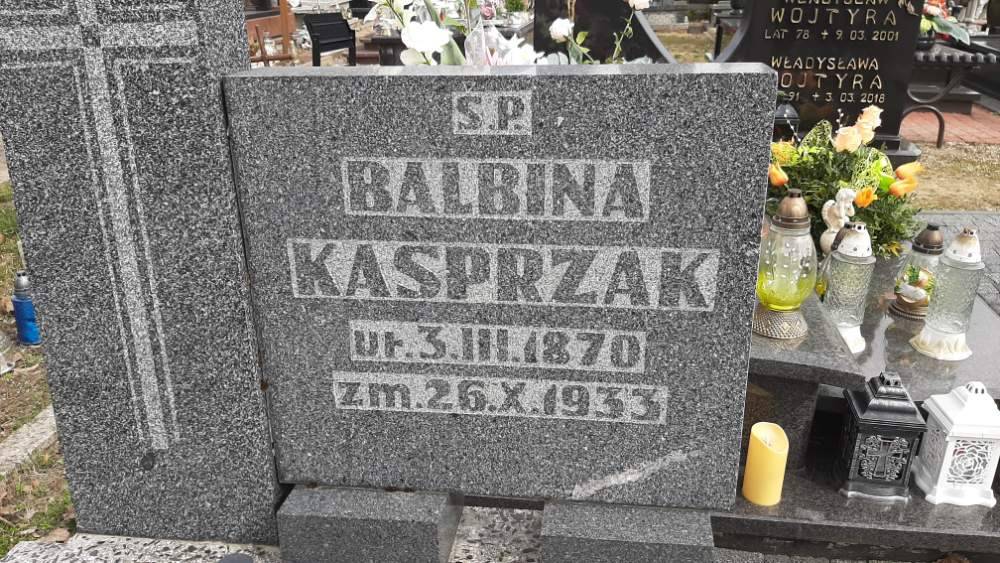 S.P.
BALBINA
KASPRZAK
ur.3.III.1870
zm.26.X.1933
WOJTYRA
LAT 78 + 9.03.2001
WŁADYSŁAWA
WOJTYRA
91 + 3.03.2018